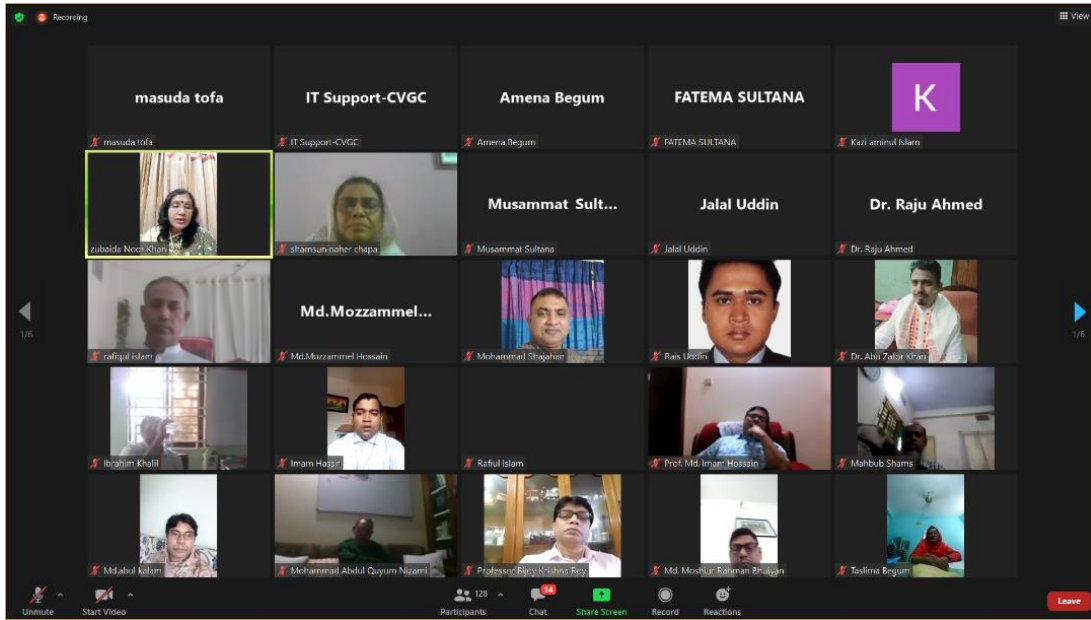 Recording
View
masuda tofa
IT Support-CVGC
Amena Begum
FATEMA SULTANA
K
masuda tofa
IT Support-CVGC
Amena Begum
FATEMA SULTANA
Kazi aminul Islam
Musammat Sult...
Jalal Uddin
Dr. Raju Ahmed
zubaida Noor Khan
shamsun naher chapa
Musammat Sultana
Jalal Uddin
Dr. Raju Ahmed
Md.Mozzammel...
1/6
1/6
rafiqul islam
Md.Mozzammel Hossain
Mohammad Shajahan
Rais Uddin
Dr. Abu Zafor Khan
Ibrahim Khalil
Imam Hasan
Rafiul Islam
Prof. Md. Imam Hossain
Mahbub Shams
Md.abul kalam
Mohammad Abdul Quyum Nizami
Professor Bijoy Krishna Roy
Md. Moshiur Rahman Bhuiyan
Taslima Begum
Unmute
Start Video
128
Participants
14
Chat
Share Screen
Record
Reactions
Leave